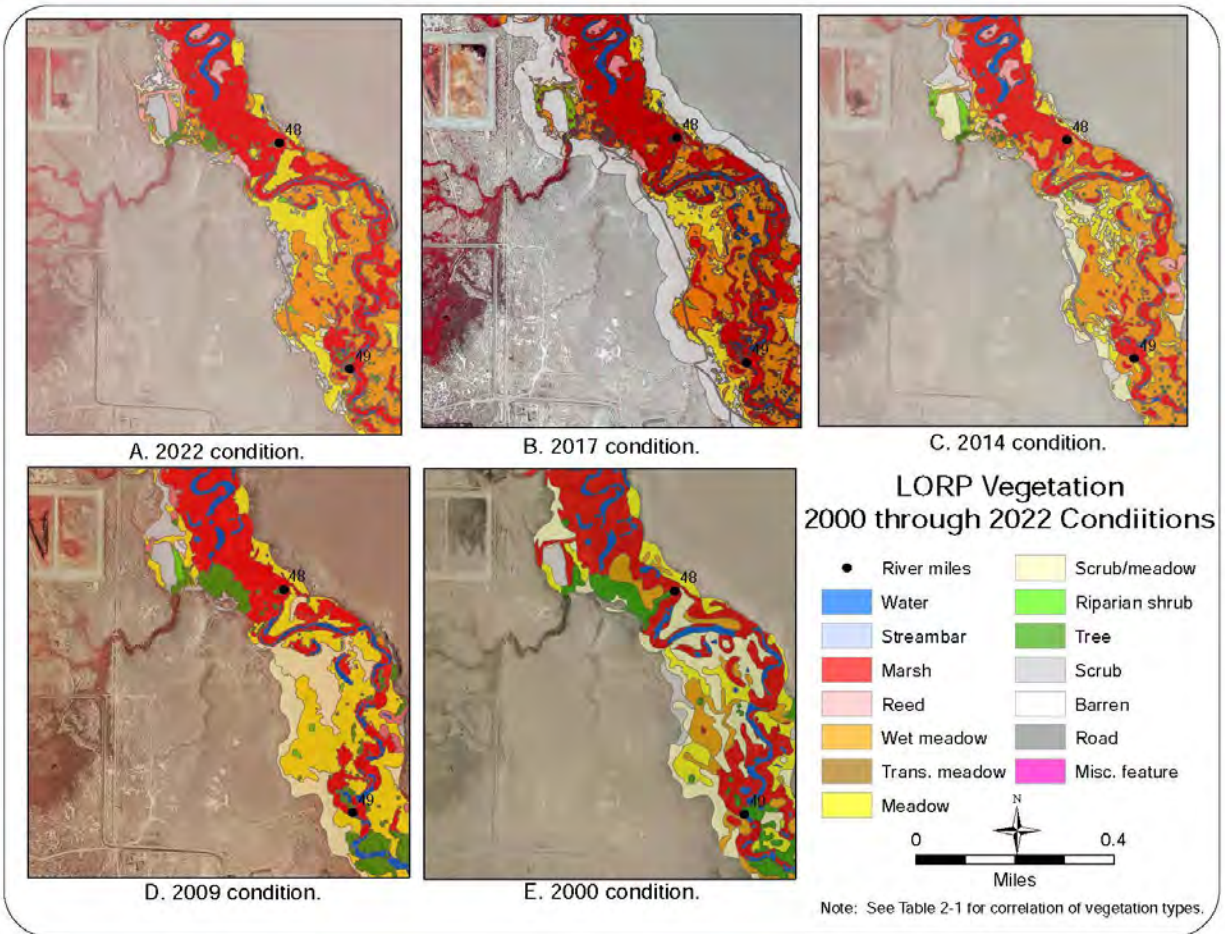 48
49
A. 2022 condition.
48
49
B. 2017 condition.
48
49
C. 2014 condition.
48
49
D. 2009 condition.
48
49
E. 2000 condition.
LORP Vegetation
2000 through 2022 Condiitions
River miles
Water
Streambar
Marsh
Reed
Wet meadow
Trans. meadow
Meadow
Scrub/meadow
Riparian shrub
Tree
Scrub
Barren
Road
Misc. feature
N
0 0.4
Miles
Note: See Table 2-1 for correlation of vegetation types.